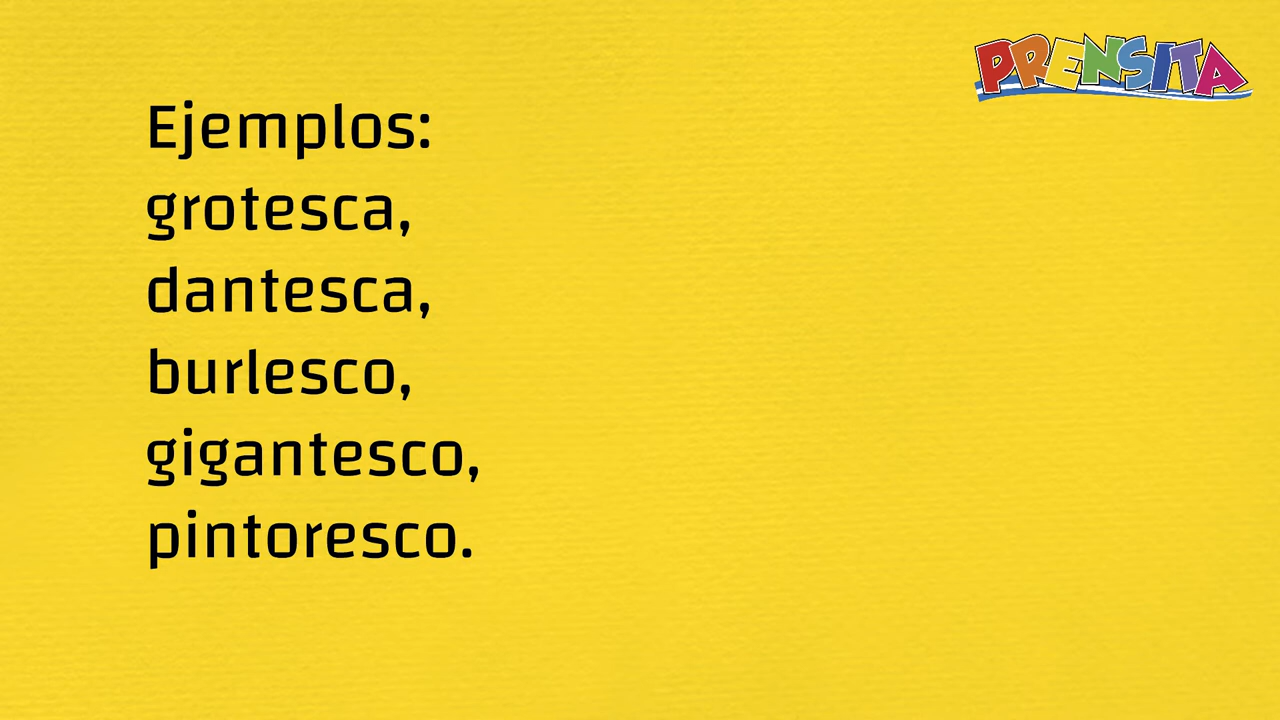 PRENSITA
Ejemplos:
grotesca,
dantesca,
burlesco,
gigantesco,
pintoresco.